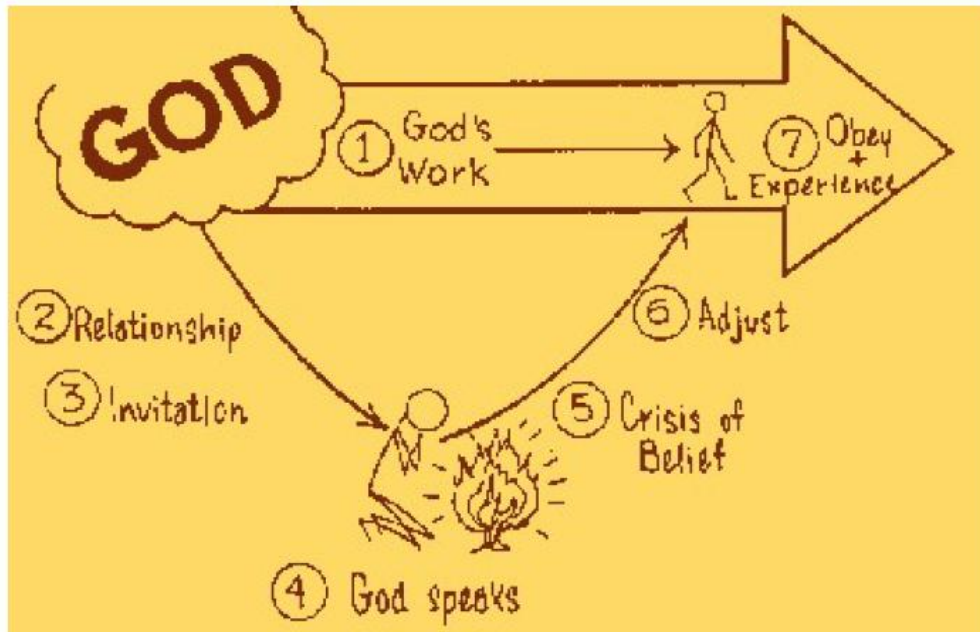 GOD
1 God's
Work
7 Obey
+
Experience
2 Relationship
3 Invitation
6 Adjust
5 Crisis of
Belief
4 God speaks